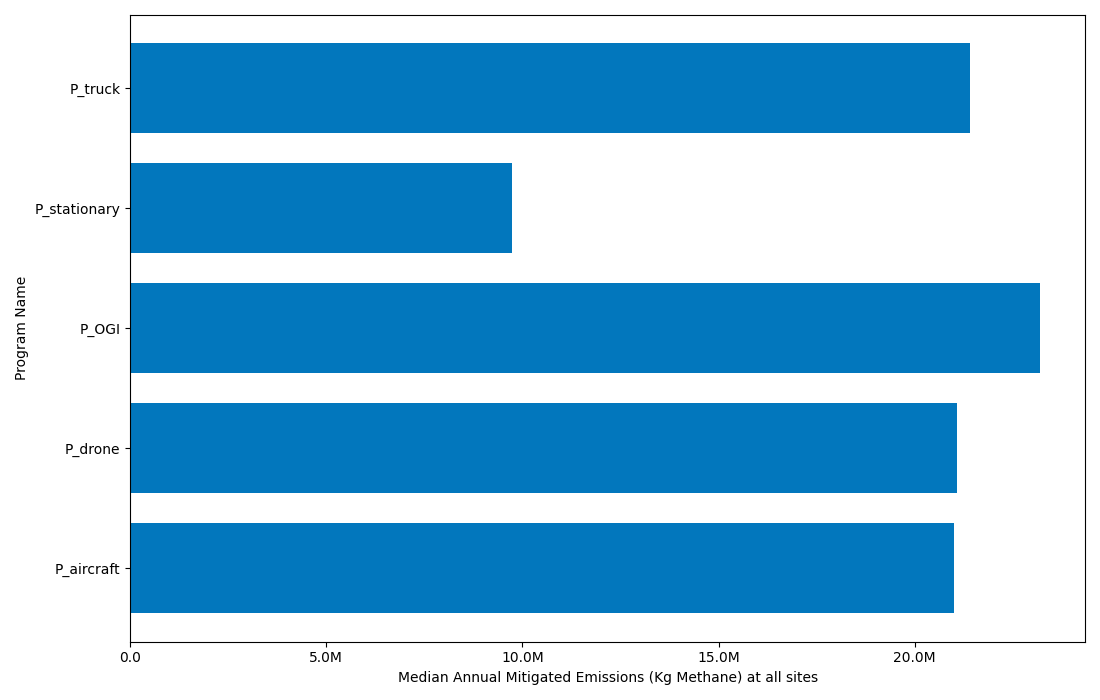 P_truck
P_stationary
P_OGI
P_drone
P_aircraft
Program Name
0.0 5.0M 10.0M 15.0M 20.0M
Median Annual Mitigated Emissions (Kg Methane) at all sites